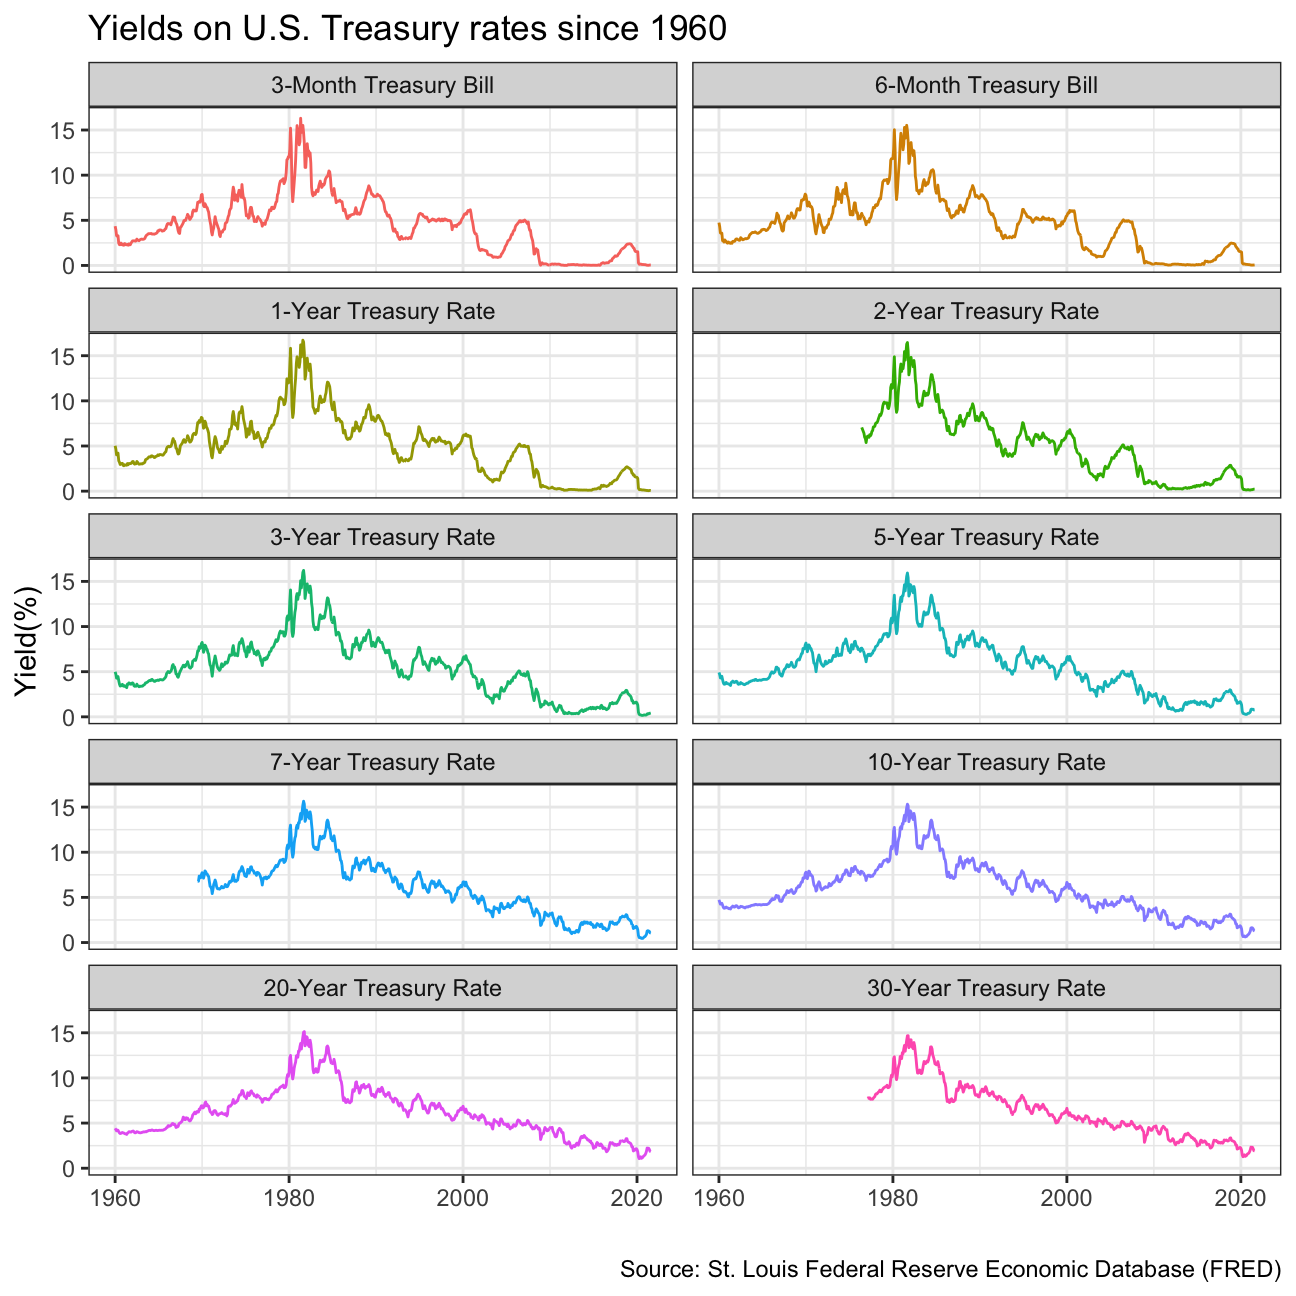 Yields on U.S. Treasury rates since 1960
3-Month Treasury Bill
6-Month Treasury Bill
15
10
5
0
1-Year Treasury Rate
2-Year Treasury Rate
15
10
5
0
3-Year Treasury Rate
5-Year Treasury Rate
15
10
5
0
Yield(%)
7-Year Treasury Rate
10-Year Treasury Rate
15
10
5
0
20-Year Treasury Rate
30-Year Treasury Rate
15
10
5
0
1960 1980 2000 2020
1960 1980 2000 2020
Source: St. Louis Federal Reserve Economic Database (FRED)